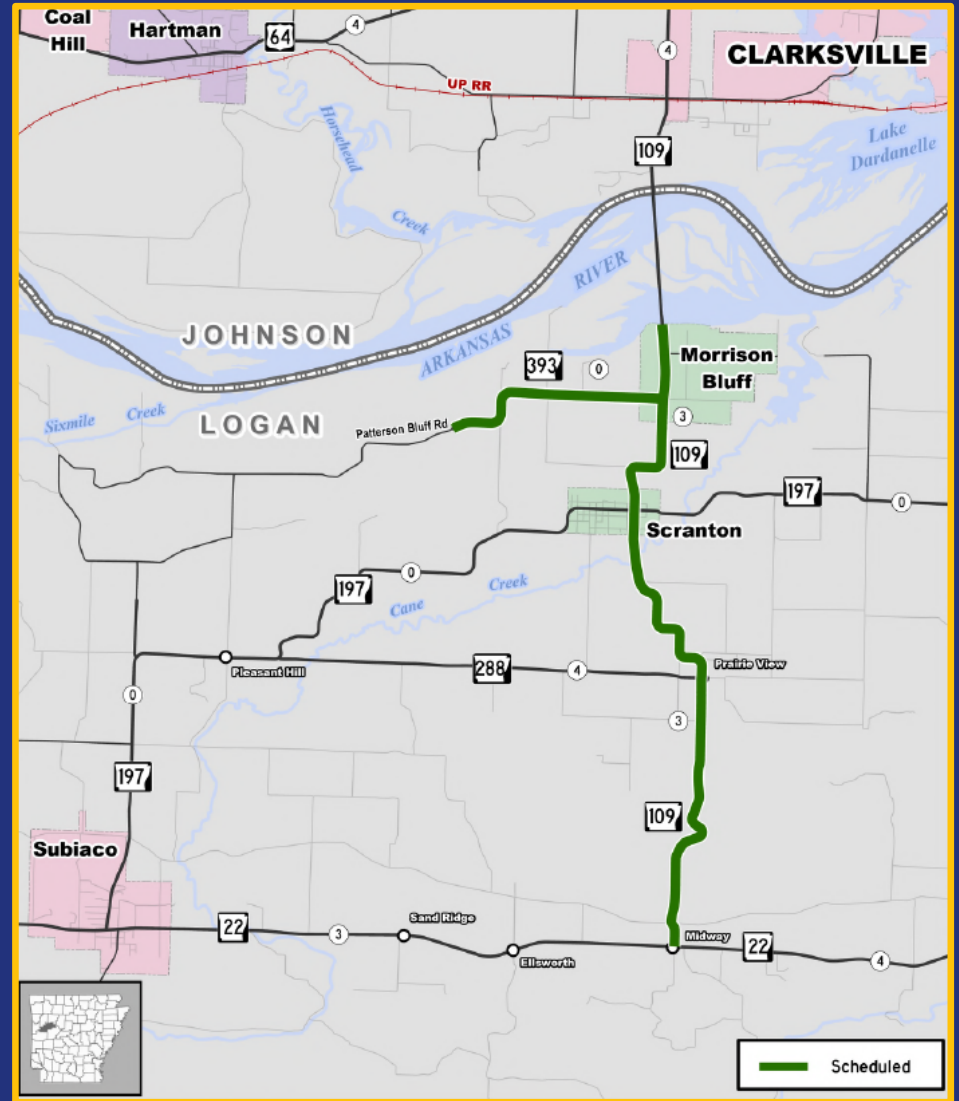 Coal
Hill
Hartman
64
4
4
CLARKSVILLE
UP RR
Horsehead
Creek
109
Lake
Dardanelle
RIVER
ARKANSAS
JOHNSON
LOGAN
Sixmile Creek
393
0
Morrison
Bluff
3
Patterson Bluff Rd
109
197
0
Scranton
197
0
Cane Creek
Pleasant Hill
288
4
Prairie View
0
3
197
109
Subiaco
22
3
Sand Ridge
Ellsworth
Midway
22
4
Scheduled